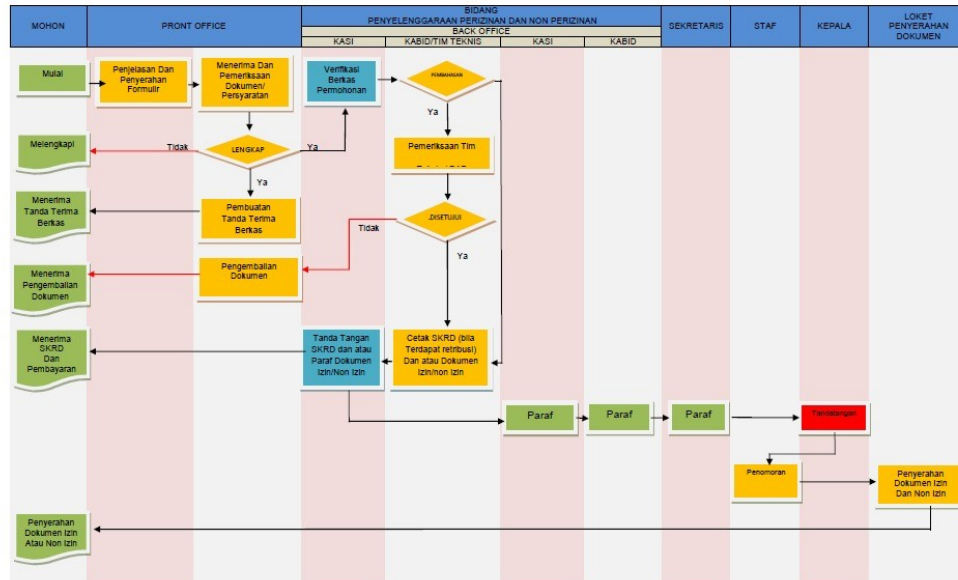 MOHON
PRONT OFFICE
BIDANG
PENYELENGGARAAN PERIZINAN DAN NON PERIZINAN
BACK OFFICE
KASI
KABID/TIM TEKNIS
KASI
KABID
SEKRETARIS
STAF
KEPALA
LOKET
PENYERAHAN
DOKUMEN
Mulai
Penjelasan Dan
Penyerahan
Formulir
Menerima Dan
Pemeriksaan
Dokumen/
Persyaratan
Verifikasi
Berkas
Permohonan
PEMBAHASAN
Ya
Melengkapi
Tidak
LENGKAP
Ya
Pemeriksaan Tim
Ya
Menerima
Tanda Terima
Berkas
Pembuatan
Tanda Terima
Berkas
.DISETUJUI
Tidak
Ya
Menerima
Pengembalian
Dokumen
Pengembalian
Dokumen
Menerima
SKRD
Dan
Pembayaran
Tanda Tangan
SKRD dan atau
Paraf Dokumen
Izin/Non Izin
Cetak SKRD (bila
Terdapat retribusi)
Dan atau Dokumen
Izin/non Izin
Paraf
Paraf
Paraf
Tandatangan
Penomoran
Penyerahan
Dokumen Izin
Dan Non Izin
Penyerahan
Dokumen Izin
Atau Non Izin